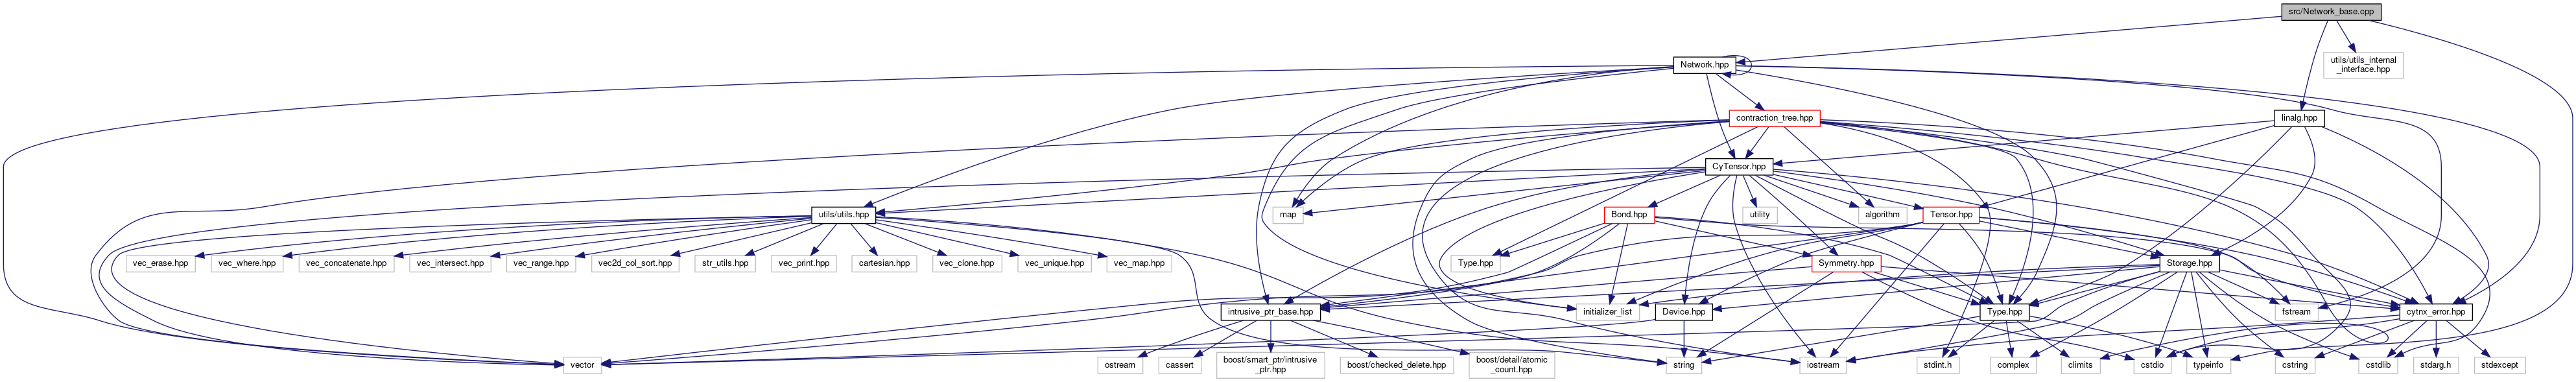 src/Network_base.cpp
Network.hpp
utils/utils_internal
_interface.hpp
contraction_tree.hpp
linalg.hpp
CyTensor.hpp
utils/utils.hpp
map
Bond.hpp
utility
algorithm
Tensor.hpp
vec_erase.hpp
vec_where.hpp
vec_concatenate.hpp
vec_intersect.hpp
vec_range.hpp
vec2d_col_sort.hpp
str_utils.hpp
vec_print.hpp
cartesian.hpp
vec_clone.hpp
vec_unique.hpp
vec_map.hpp
Type.hpp
Symmetry.hpp
Storage.hpp
intrusive_ptr_base.hpp
initializer_list
Device.hpp
Type.hpp
fstream
cytnx_error.hpp
vector
ostream
cassert
boost/smart_ptr/intrusive
_ptr.hpp
boost/checked_delete.hpp
boost/detail/atomic
_count.hpp
string
iostream
stdint.h
complex
climits
cstdio
typeinfo
cstring
cstdlib
stdarg.h
stdexcept